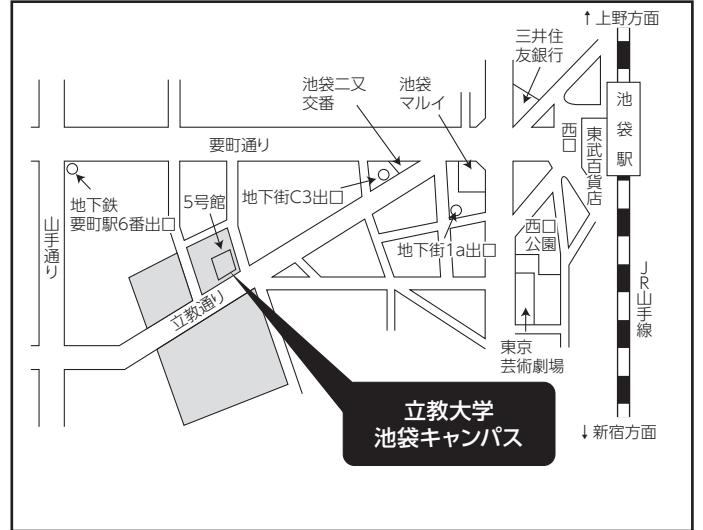 ↑上野方面
三井住
友銀行
池袋二又
交番
池袋
マルイ
池袋駅
西口
東武百貨店
要町通り
地下鉄
要町駅6番出口
5号館
地下街C3出口
地下街1a出口
西口
公園
山手通り
立教通り
JR山手線
東京
芸術劇場
立教大学
池袋キャンパス
↓新宿方面